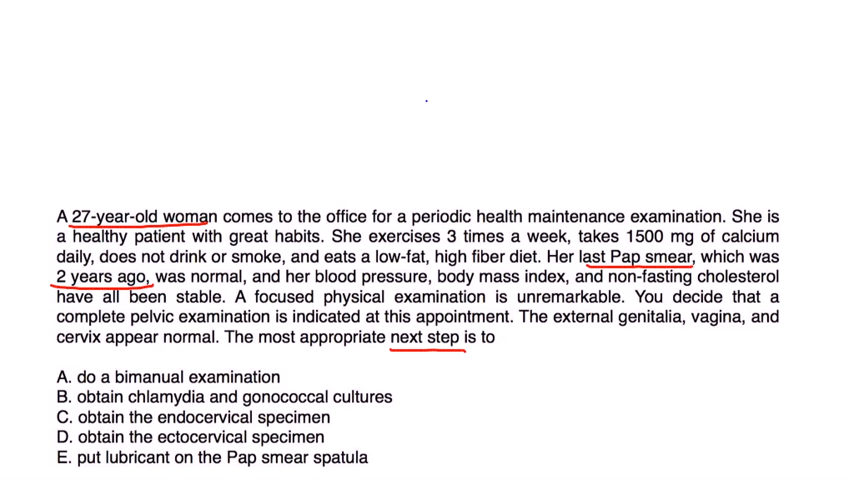 A 27-year-old woman comes to the office for a periodic health maintenance examination. She is
a healthy patient with great habits. She exercises 3 times a week, takes 1500 mg of calcium
daily, does not drink or smoke, and eats a low-fat, high fiber diet. Her last Pap smear, which was
2 years ago, was normal, and her blood pressure, body mass index, and non-fasting cholesterol
have all been stable. A focused physical examination is unremarkable. You decide that a
complete pelvic examination is indicated at this appointment. The external genitalia, vagina, and
cervix appear normal. The most appropriate next step is to
A. do a bimanual examination
B. obtain chlamydia and gonococcal cultures
C. obtain the endocervical specimen
D. obtain the ectocervical specimen
E. put lubricant on the Pap smear spatula